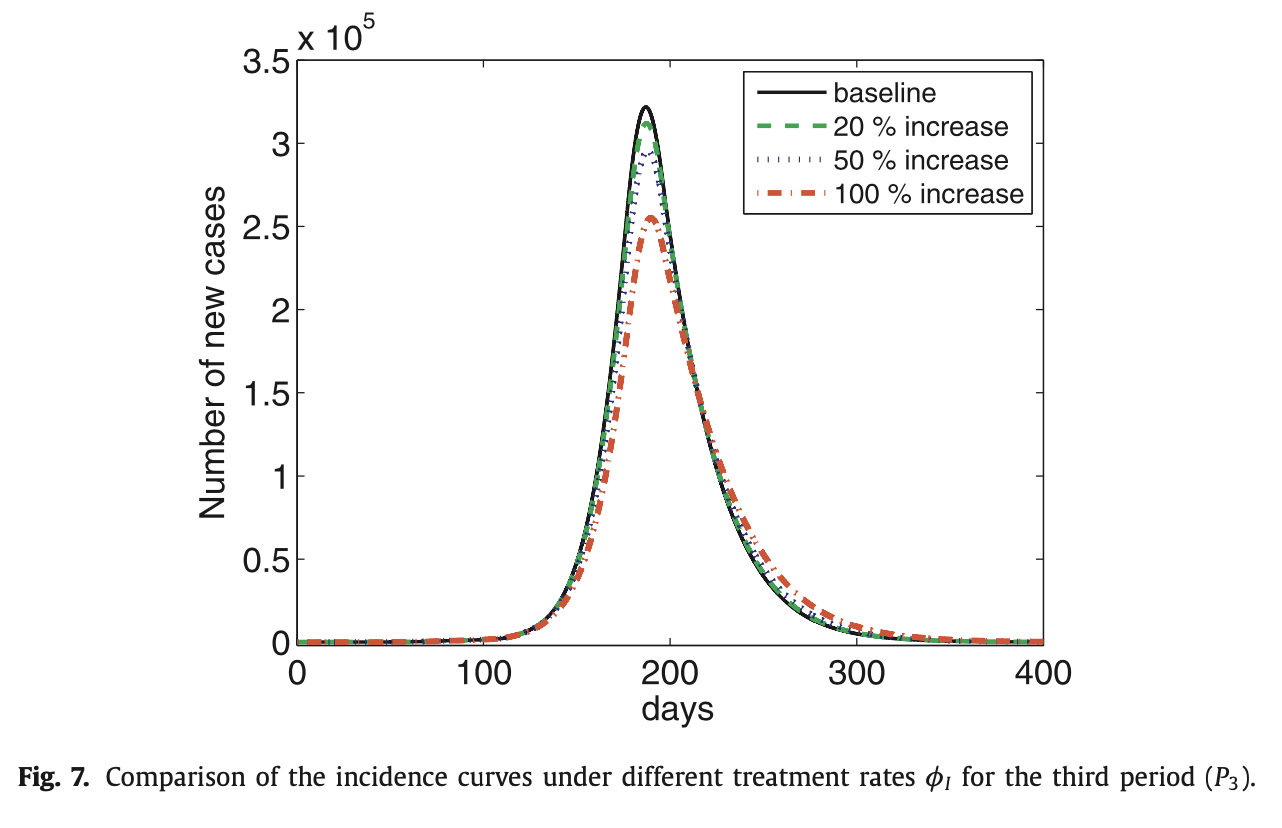 x 10^5
3.5
3
2.5
2
1.5
1
0.5
0
Number of new cases
0 100 200 300 400
days
baseline
20 % increase
50 % increase
100 % increase
Fig. 7. Comparison of the incidence curves under different treatment rates ϕ_I for the third period (P_3).